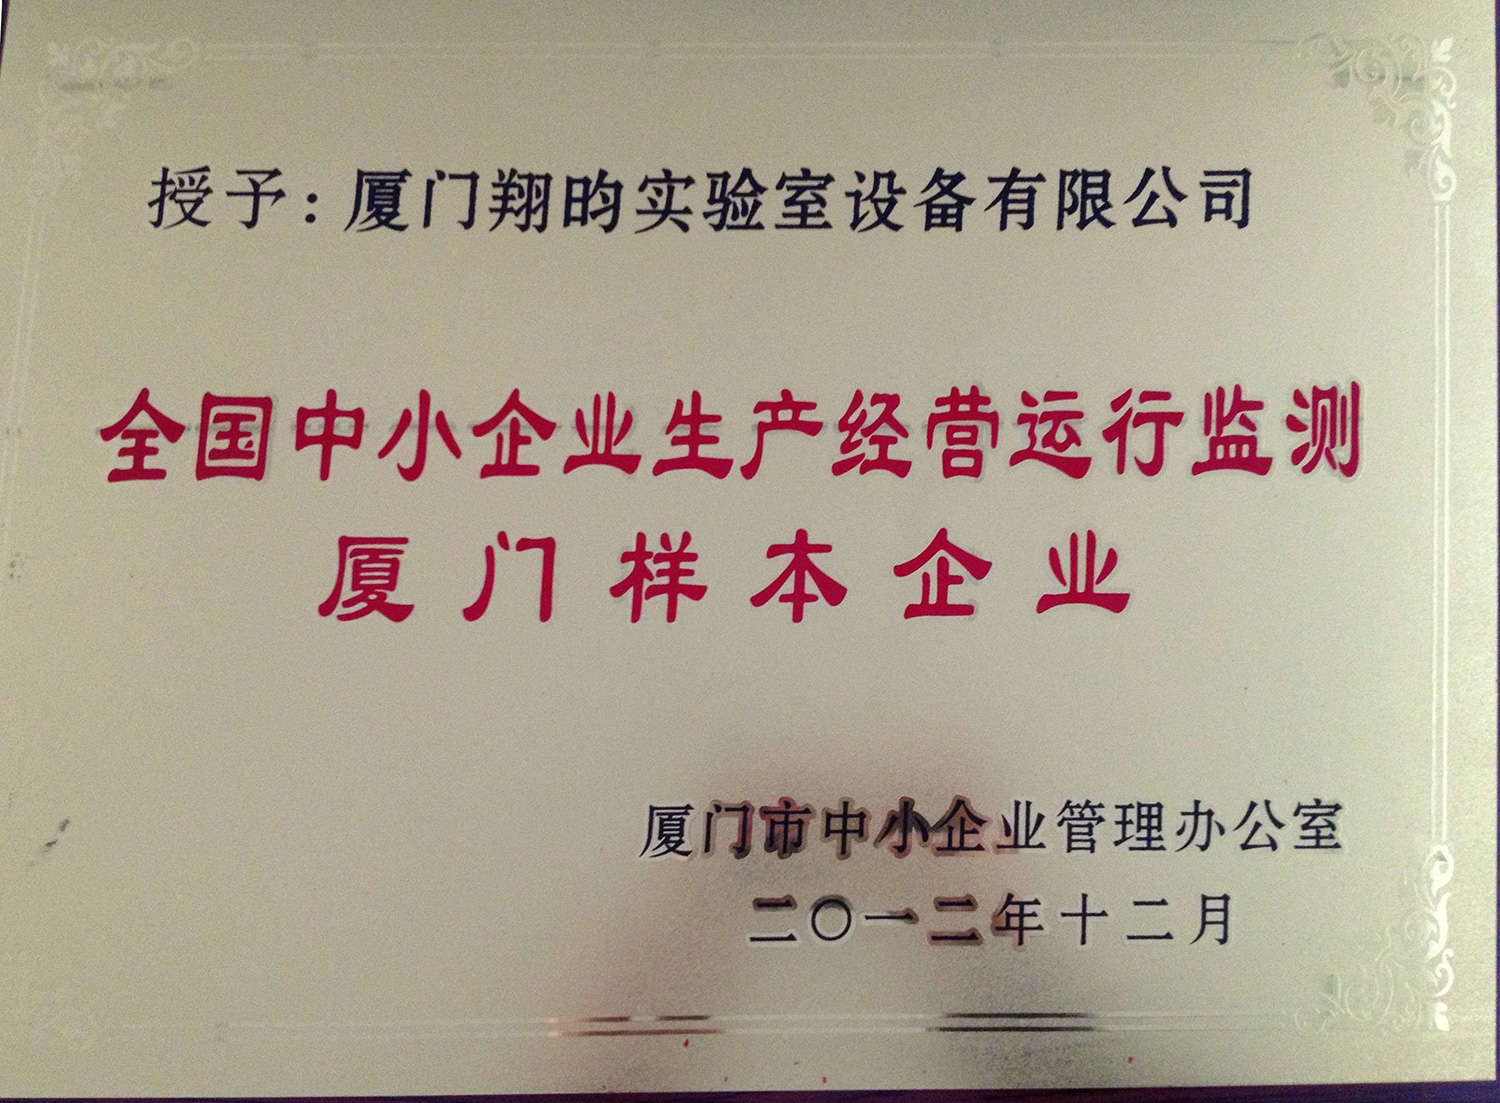 授予：厦门翔昀实验室设备有限公司
全国中小企业生产经营运行监测
厦门样本企业
厦门市中小企业管理办公室
二〇一二年十二月